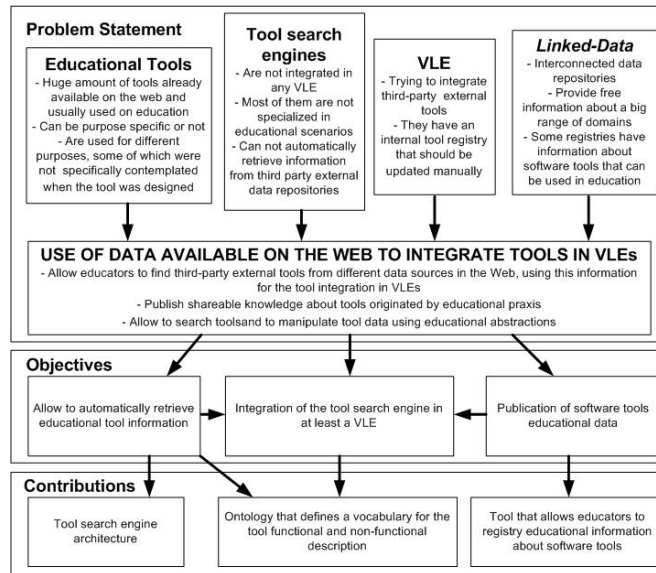 Problem Statement
Educational Tools
- Huge amount of tools already
available on the web and
usually used on education
- Can be purpose specific or not
- Are used for different
purposes, some of which were
not specifically contemplated
when the tool was designed
Tool search
engines
- Are not integrated in
any VLE
- Most of them are not
specialized in
educational scenarios
- Can not automatically
retrieve information
from third party external
data repositories
VLE
- Trying to integrate
third-party external
tools
- They have an
internal tool registry
that should be
updated manually
Linked-Data
- Interconnected data
repositories
- Provide free
information about a big
range of domains
- Some registries have
information about
software tools that can
be used in education
USE OF DATA AVAILABLE ON THE WEB TO INTEGRATE TOOLS IN VLEs
- Allow educators to find third-party external tools from different data sources in the Web, using this information
for the tool integration in VLEs
- Publish shareable knowledge about tools originated by educational praxis
- Allow to search toolsand to manipulate tool data using educational abstractions
Objectives
Allow to automatically retrieve
educational tool information
Integration of the tool search engine in
at least a VLE
Publication of software tools
educational data
Contributions
Tool search engine
architecture
Ontology that defines a vocabulary for the
tool functional and non-functional
description
Tool that allows educators to
registry educational information
about software tools